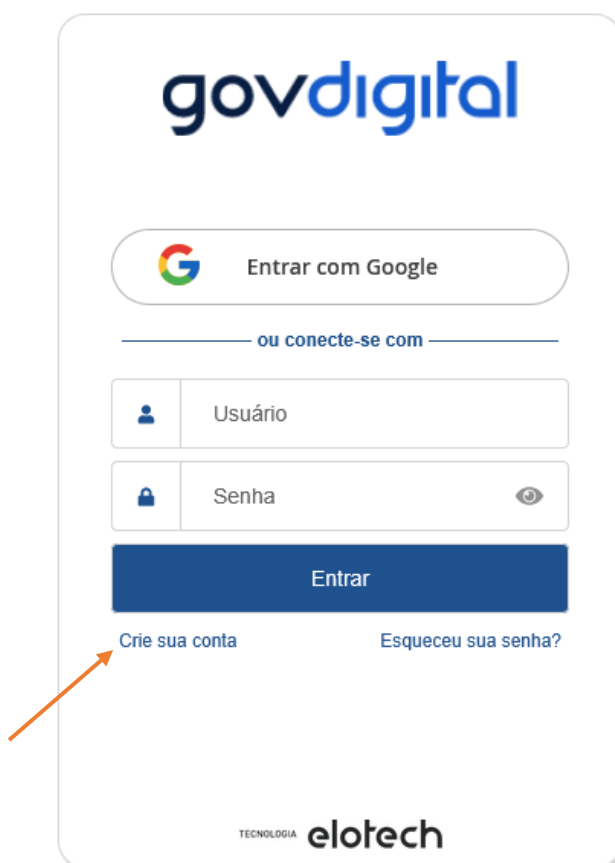 govdigital
Entrar com Google
ou conecte-se com
Usuário
Senha
Entrar
Crie sua conta
Esqueceu sua senha?
TECNOLOGIA elotech